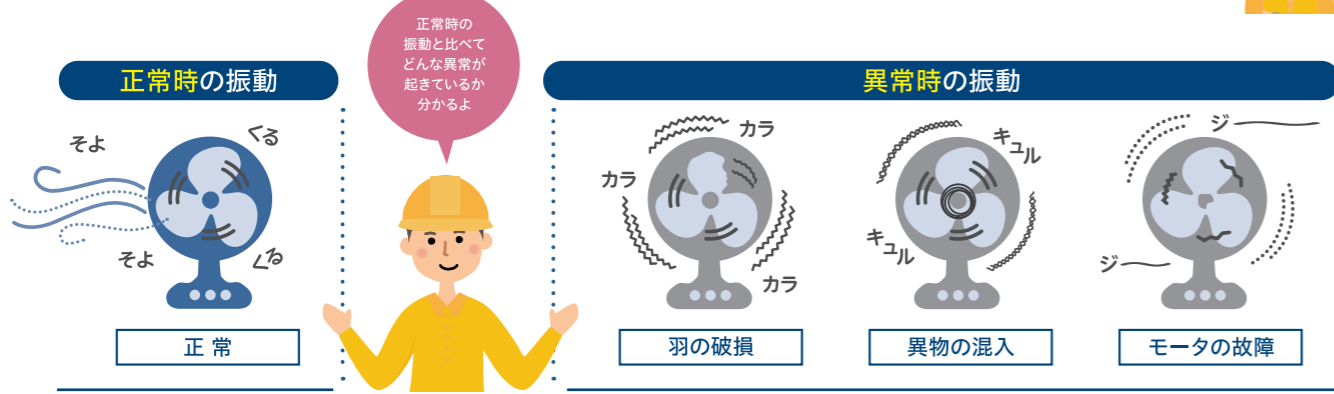 正常時の振動
そよ
くる
そよ
くる
正常
正常時の
振動と比べて
どんな異常が
起きているか
分かるよ
異常時の振動
カラ
カラ
カラ
羽の破損
キュル
キュル
異物の混入
ジー
ジー
モータの故障